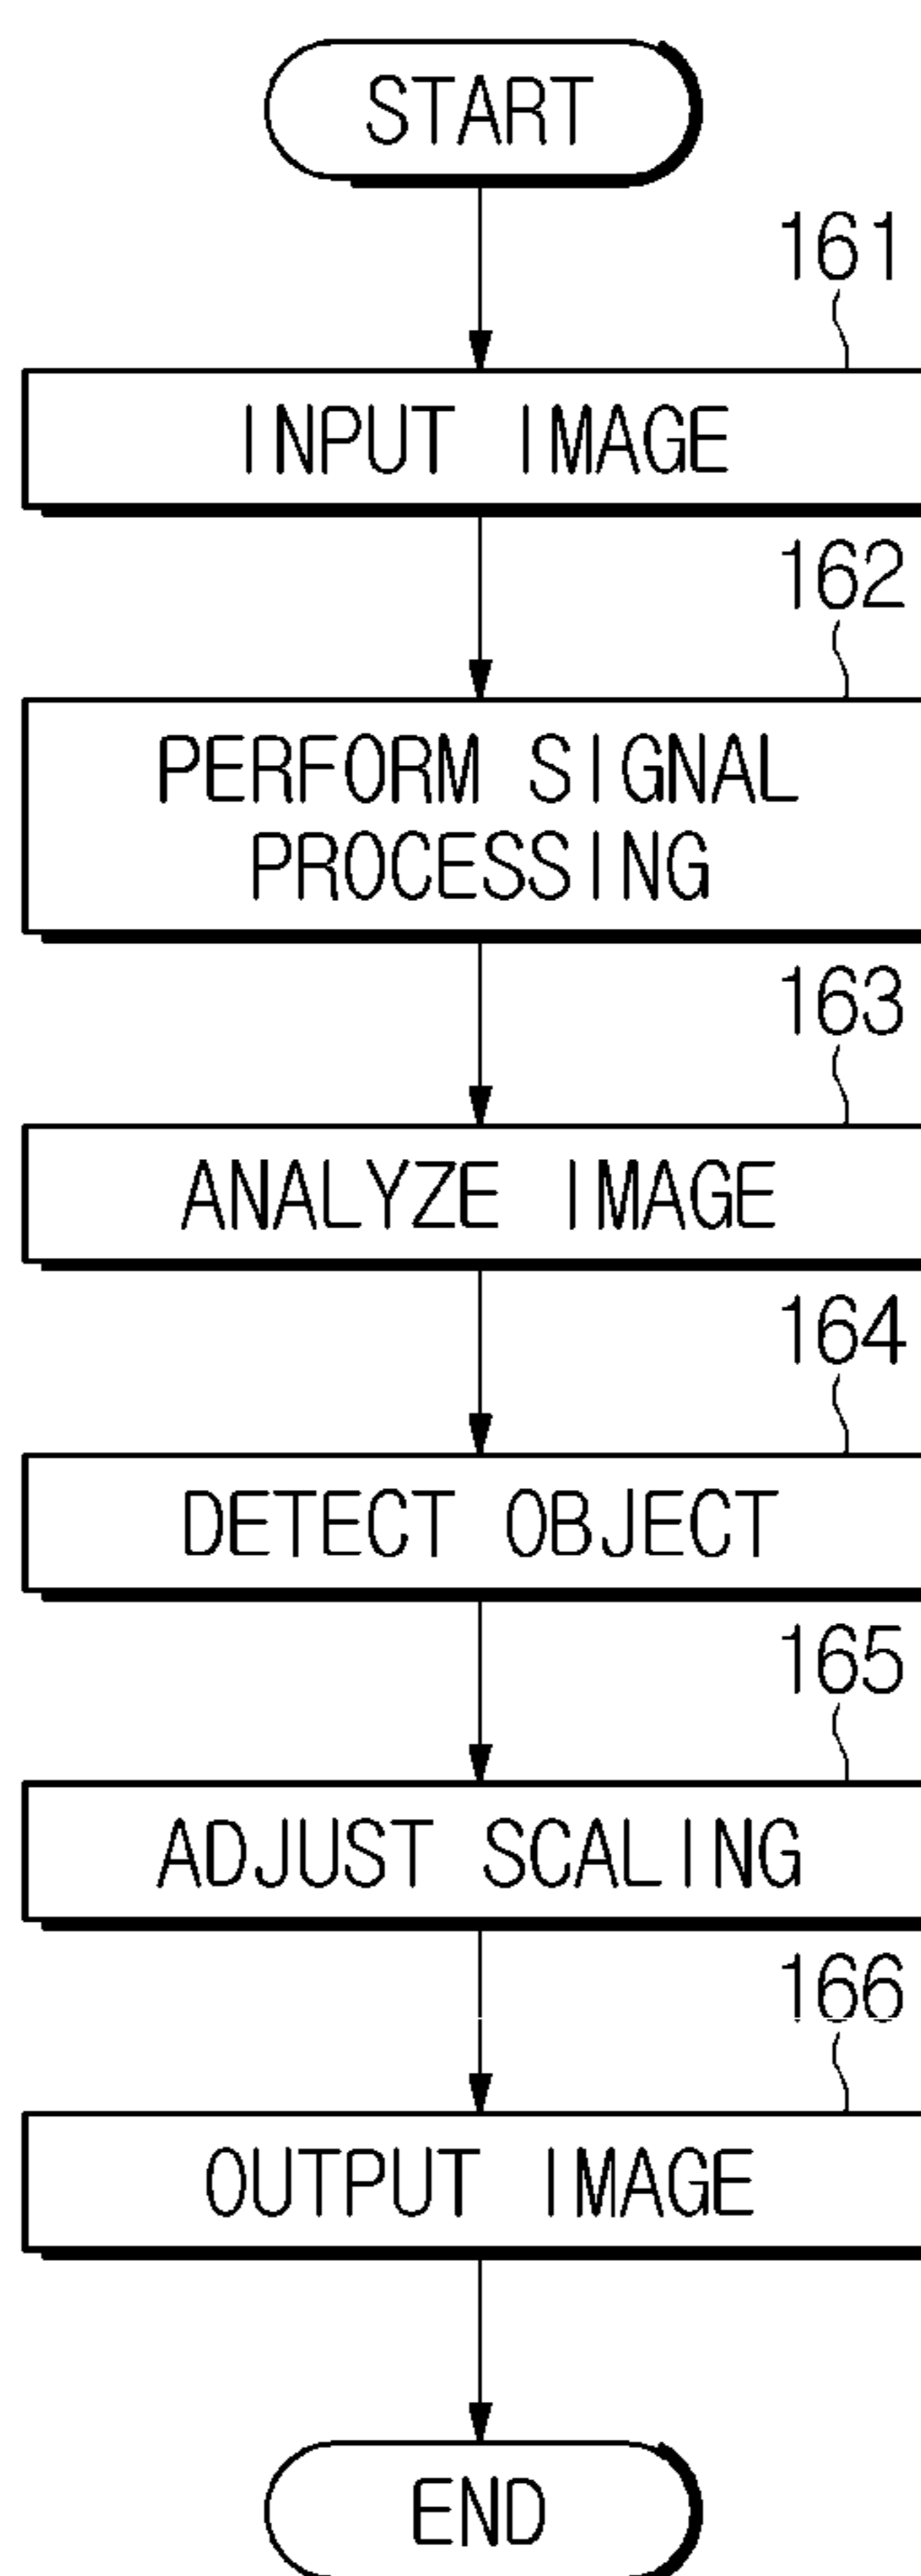 START
161
INPUT IMAGE
162
PERFORM SIGNAL
PROCESSING
163
ANALYZE IMAGE
164
DETECT OBJECT
165
ADJUST SCALING
166
OUTPUT IMAGE
END